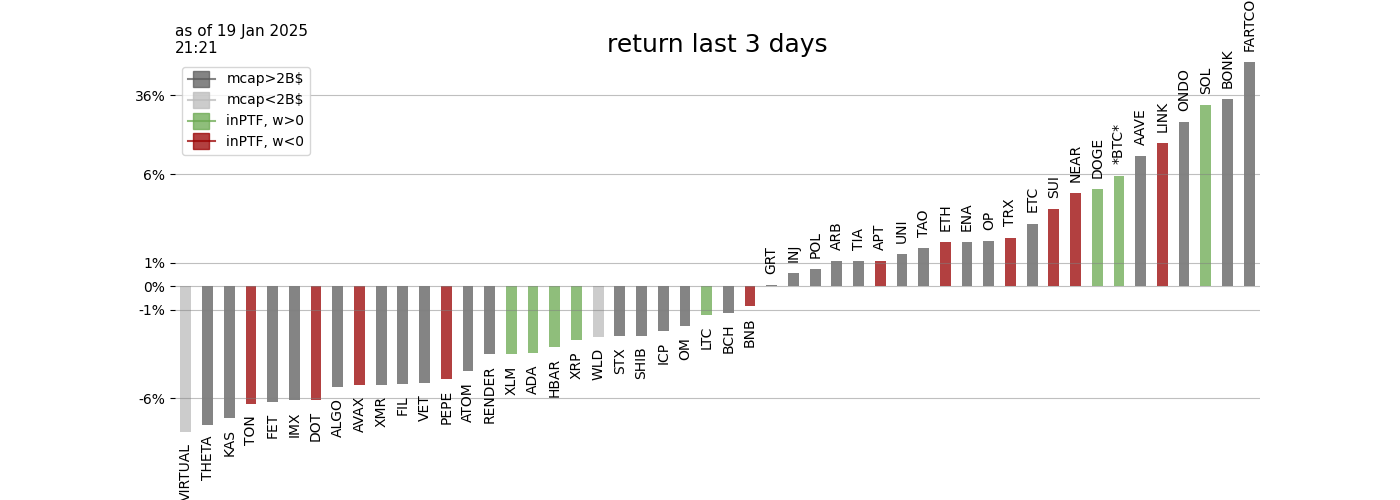 as of 19 Jan 2025
21:21
return last 3 days
mcap>2B$
mcap<2B$
inPTF, w>0
inPTF, w<0
36%
6%
1%
0%
-1%
-6%
VIRTUAL
THETA
KAS
TON
FET
IMX
DOT
ALGO
AVAX
XMR
FIL
VET
PEPE
ATOM
RENDER
XLM
ADA
HBAR
XRP
WLD
STX
SHIB
ICP
OM
LTC
BCH
BNB
GRT
INJ
POL
ARB
TIA
APT
UNI
TAO
ETH
ENA
OP
TRX
ETC
SUI
NEAR
DOGE
*BTC*
AAVE
LINK
ONDO
SOL
BONK
FARTCO